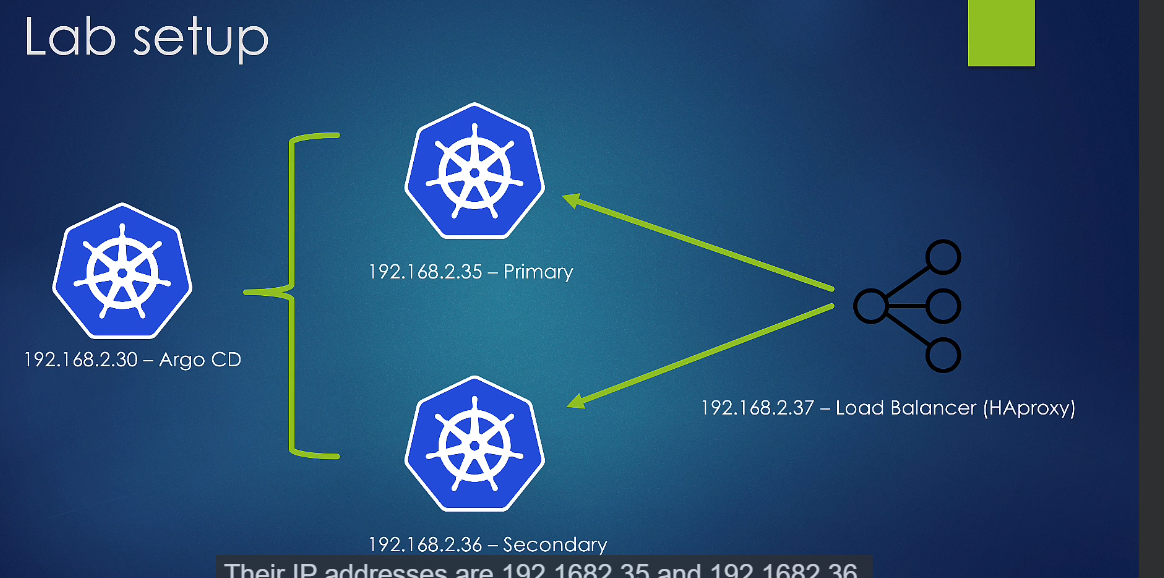 Lab setup
192.168.2.35 – Primary
192.168.2.30 – Argo CD
192.168.2.37 – Load Balancer (HAproxy)
192.168.2.36 – Secondary
Their IP addresses are 192.1682.35 and 192.1682.36